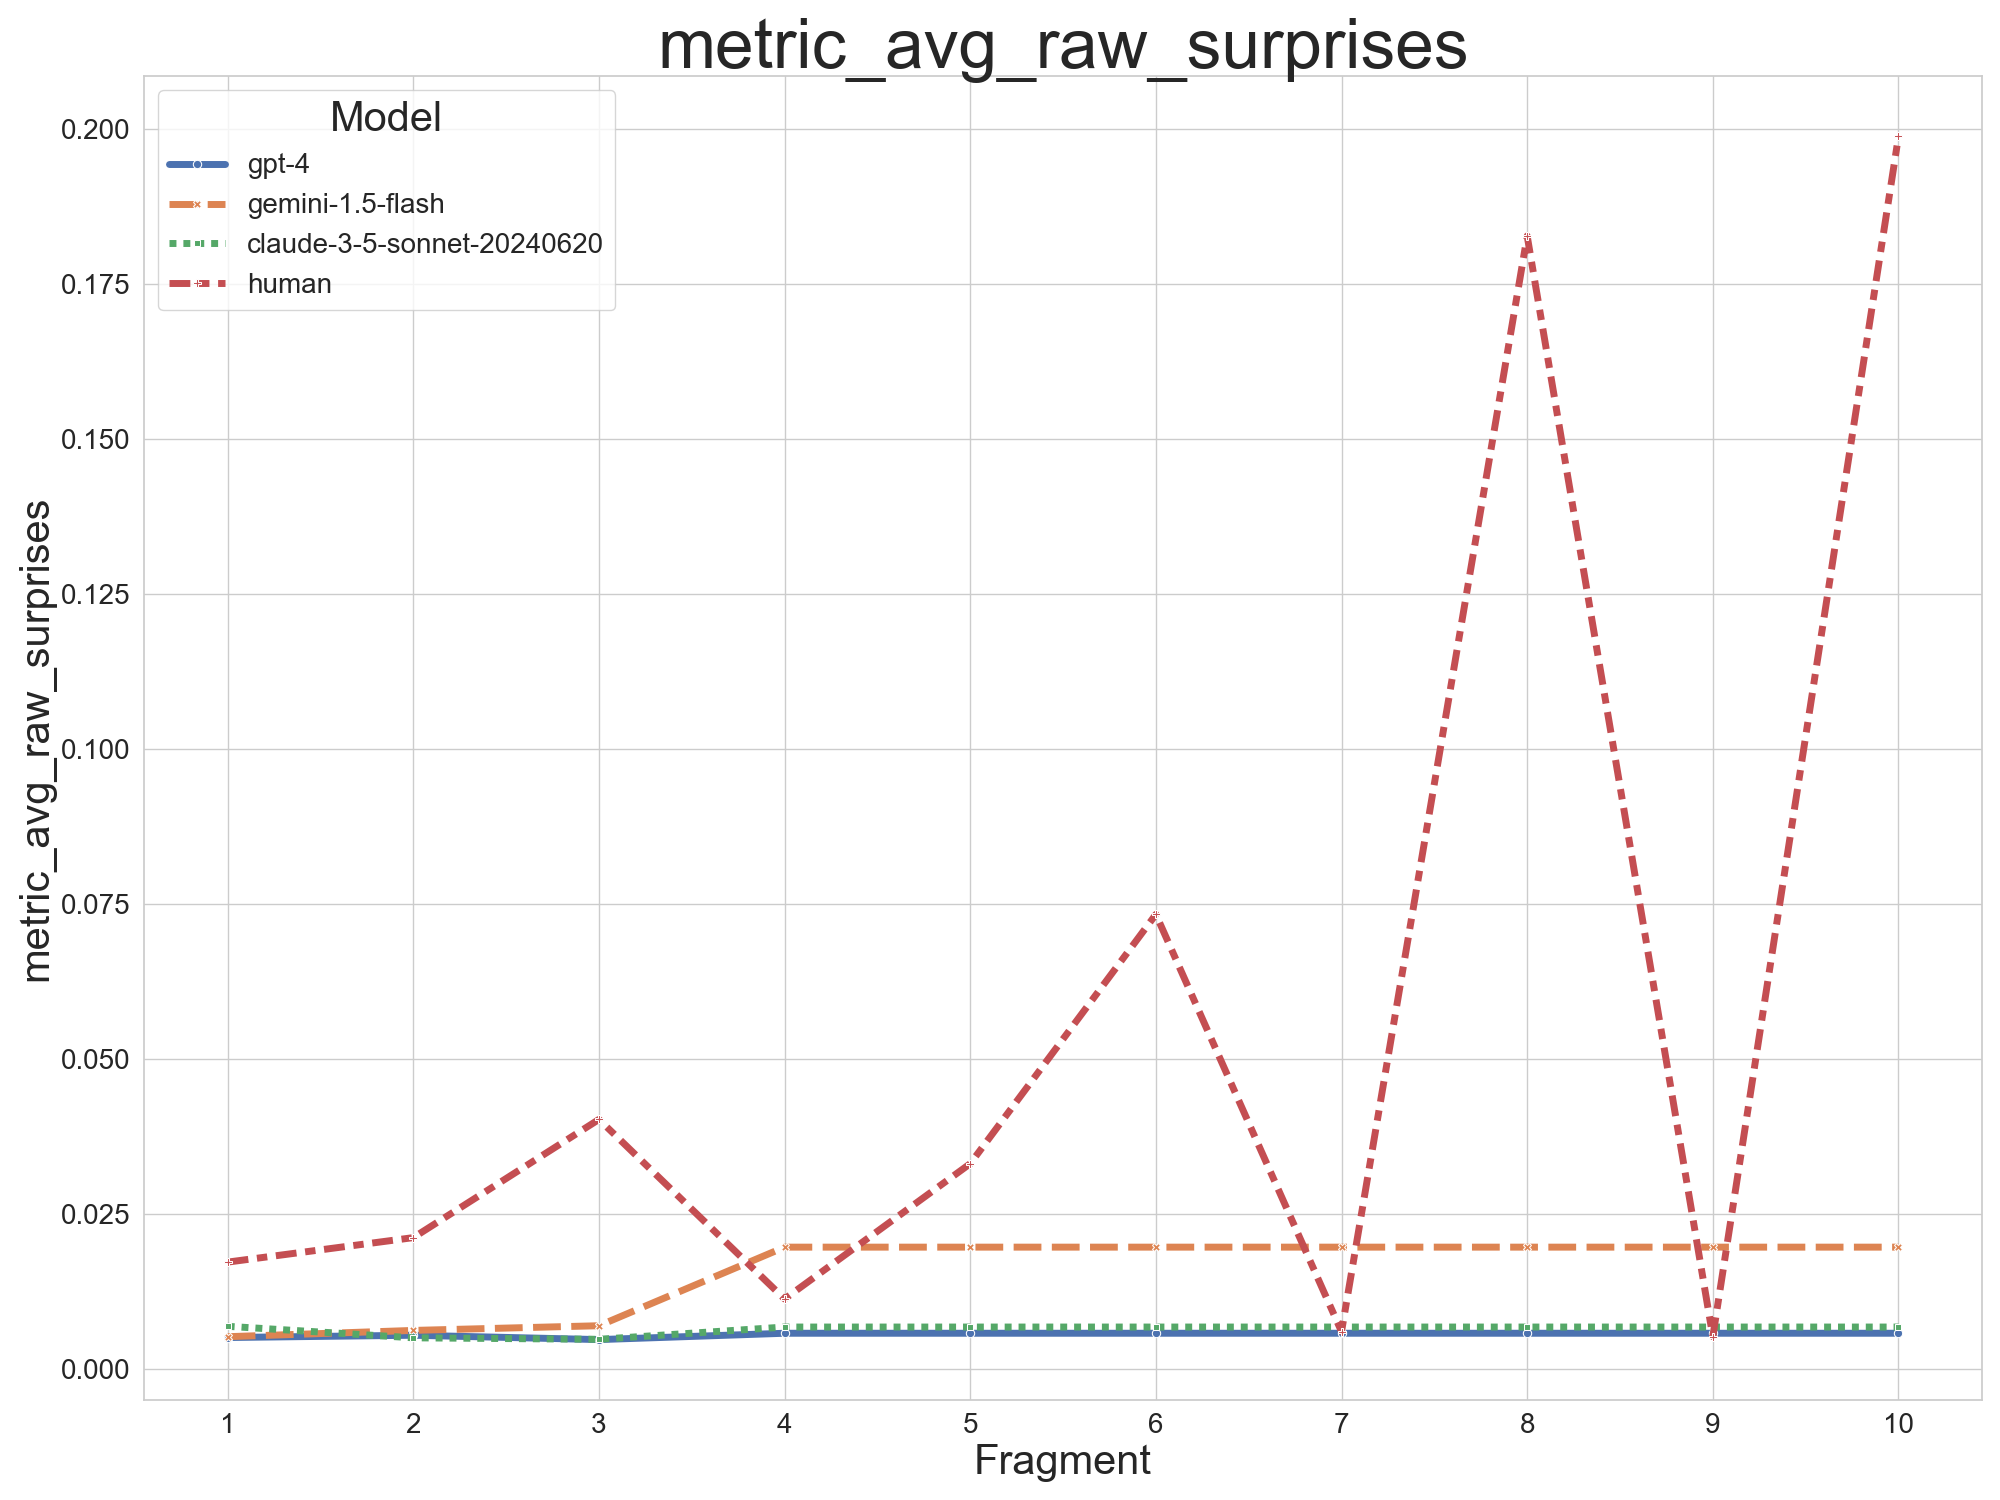 metric_avg_raw_surprises
Model
gpt-4
gemini-1.5-flash
claude-3-5-sonnet-20240620
human
metric_avg_raw_surprises
0.200
0.175
0.150
0.125
0.100
0.075
0.050
0.025
0.000
1 2 3 4 5 6 7 8 9 10
Fragment